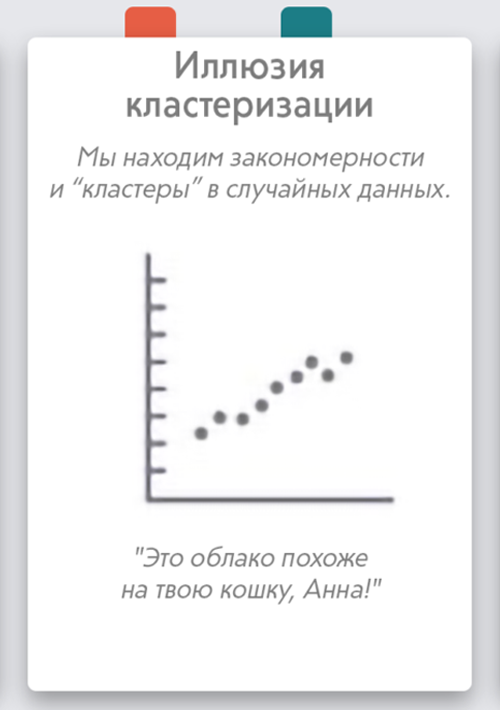 Иллюзия
кластеризации
Мы находим закономерности
и “кластеры” в случайных данных.
"Это облако похоже
на твою кошку, Анна!"